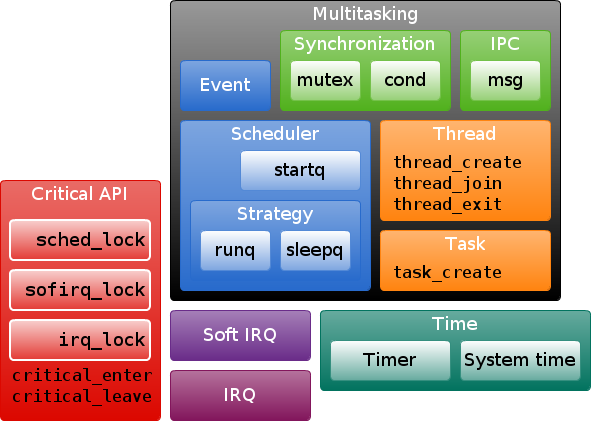 Multitasking
Synchronization
IPC
Event
mutex
cond
msg
Scheduler
startq
Strategy
runq
sleepq
Thread
thread_create
thread_join
thread_exit
Task
task_create
Critical API
sched_lock
sofirq_lock
irq_lock
critical_enter
critical_leave
Soft IRQ
IRQ
Time
Timer
System time